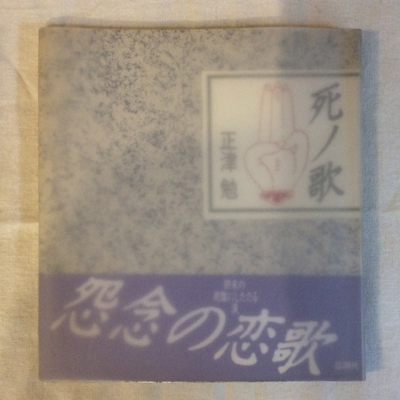 死ノ歌
正津 勉
怨念の恋歌